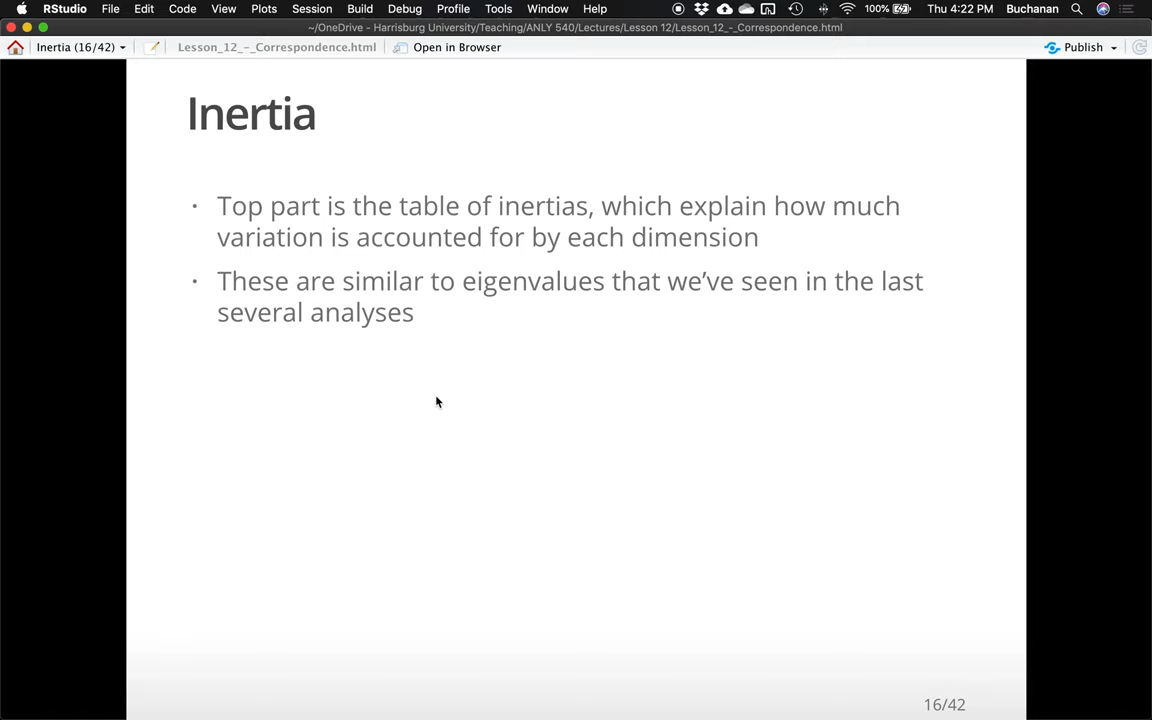 RStudio File Edit Code View Plots Session Build Debug Profile Tools Window Help 100% Thu 4:22 PM Buchanan
~/OneDrive - Harrisburg University/Teaching/ANLY 540/Lectures/Lesson 12/Lesson_12_-_Correspondence.html
Inertia (16/42) Lesson_12_-_Correspondence.html Open in Browser Publish
Inertia
• Top part is the table of inertias, which explain how much
variation is accounted for by each dimension
• These are similar to eigenvalues that we’ve seen in the last
several analyses
16/42